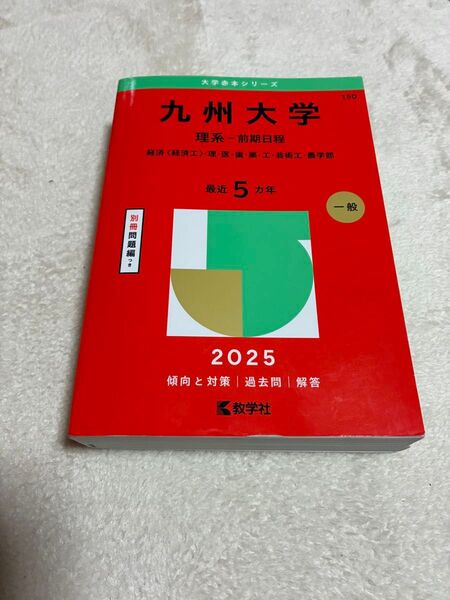 大学赤本シリーズ
160
九州大学
理系-前期日程
経済〈経済工〉・理・医・歯・薬・工・芸術工・農学部
最近5カ年
一般
別冊問題編つき
2025
傾向と対策|過去問|解答
教学社